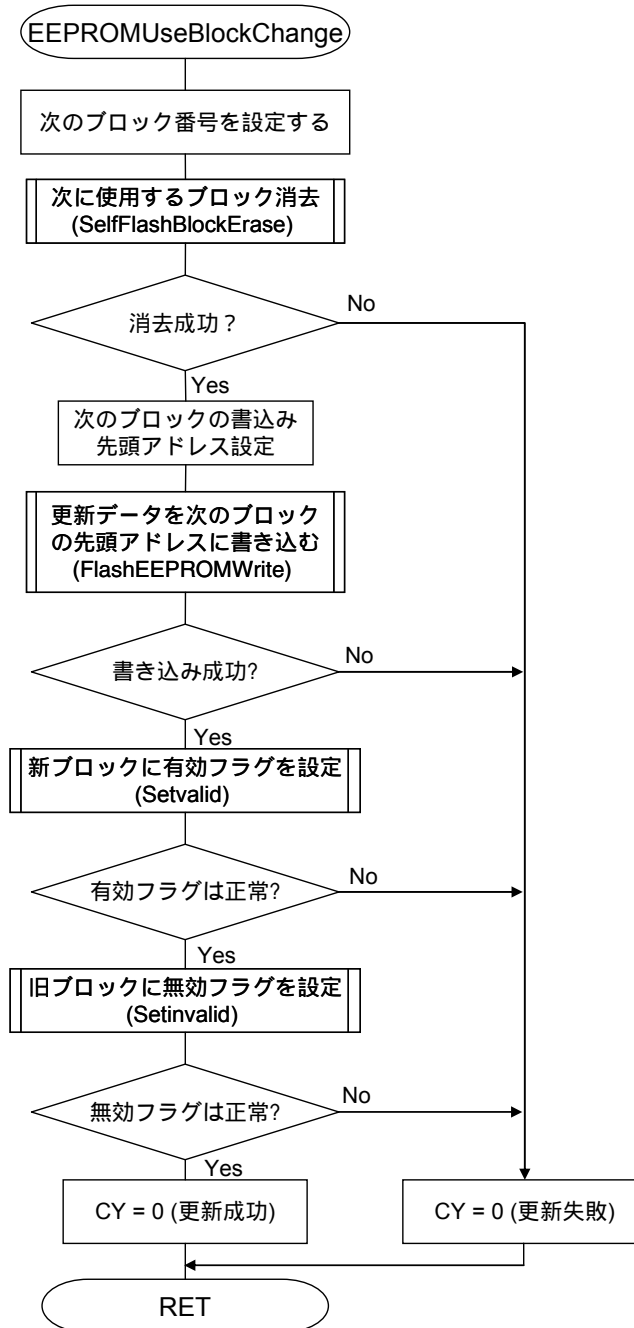 EEPROMUseBlockChange
次のブロック番号を設定する
次に使用するブロック消去
(SelfFlashBlockErase)
消去成功？
No
Yes
次のブロックの書込み
先頭アドレス設定
更新データを次のブロック
の先頭アドレスに書き込む
(FlashEEPROMWrite)
書き込み成功?
No
Yes
新ブロックに有効フラグを設定
(Setvalid)
有効フラグは正常?
No
Yes
旧ブロックに無効フラグを設定
(Setinvalid)
無効フラグは正常?
No
Yes
CY = 0 (更新成功)
CY = 0 (更新失敗)
RET